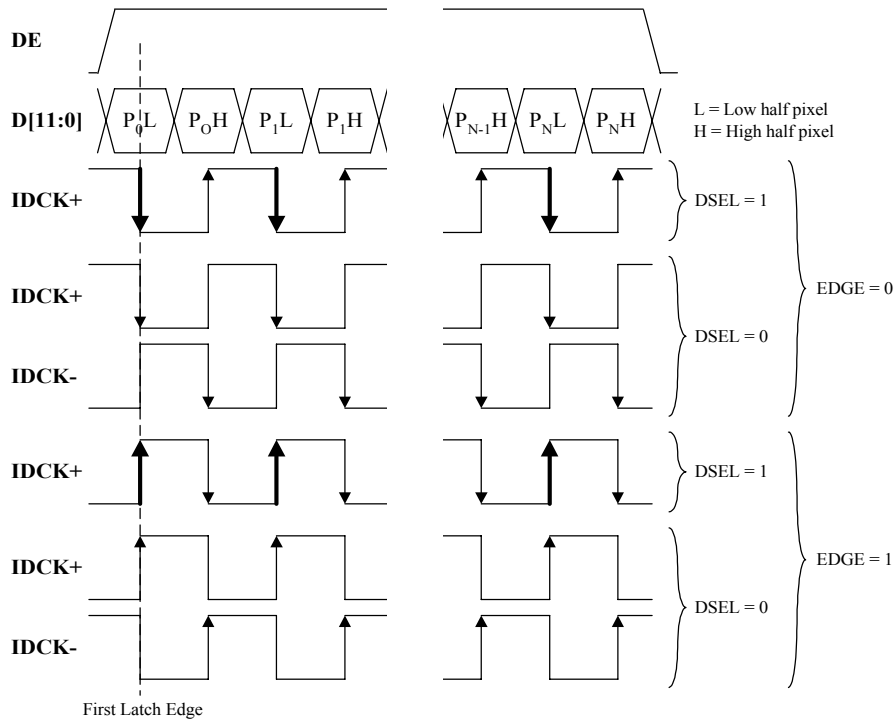 DE
D[11:0]
P0L P0H P1L P1H PN-1H PNL PNH
L = Low half pixel
H = High half pixel
IDCK+
DSEL = 1
IDCK+
EDGE = 0
DSEL = 0
IDCK-
IDCK+
DSEL = 1
IDCK+
EDGE = 1
DSEL = 0
IDCK-
First Latch Edge